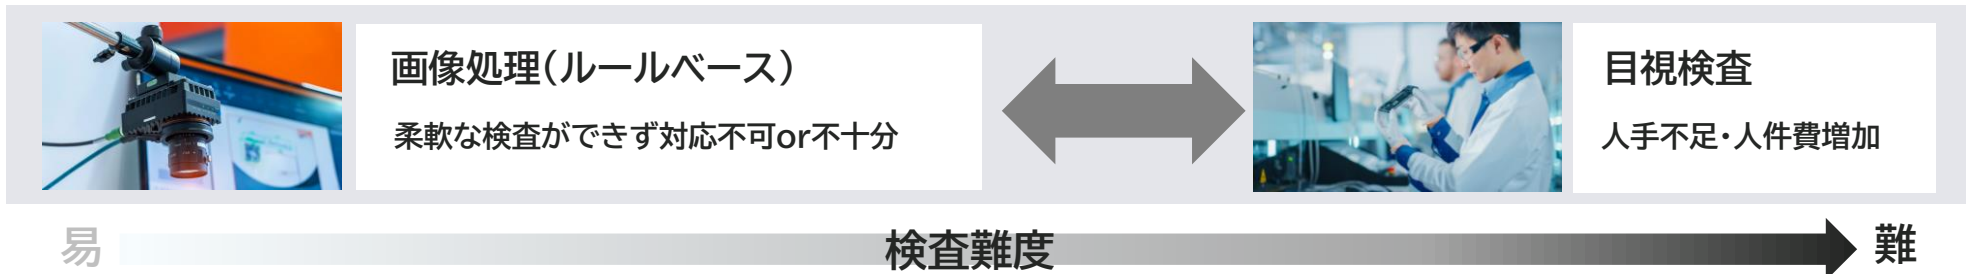 画像処理(ルールベース)
柔軟な検査ができず対応不可or不十分
目視検査
人手不足・人件費増加
易
検査難度
難